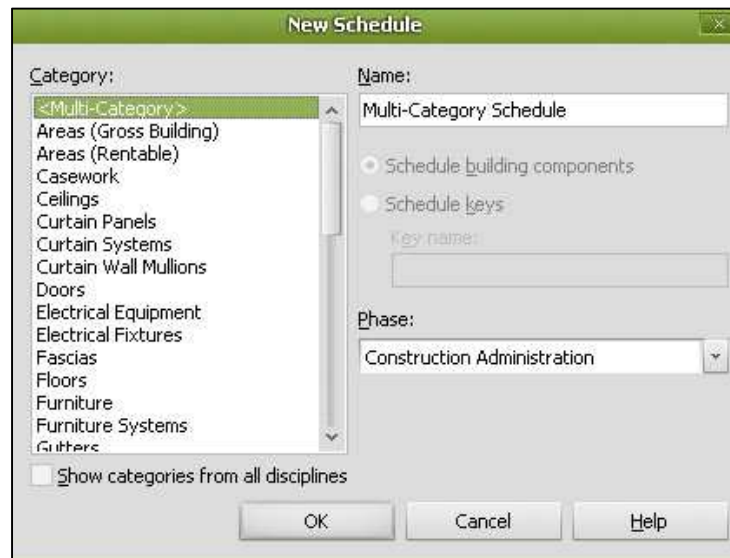 New Schedule
Category:
<Multi-Category>
Areas (Gross Building)
Areas (Rentable)
Casework
Ceilings
Curtain Panels
Curtain Systems
Curtain Wall Mullions
Doors
Electrical Equipment
Electrical Fixtures
Fascias
Floors
Furniture
Furniture Systems
Gutters
Show categories from all disciplines
Name:
Multi-Category Schedule
Schedule building components
Schedule keys
Key name:
Phase:
Construction Administration
OK
Cancel
Help